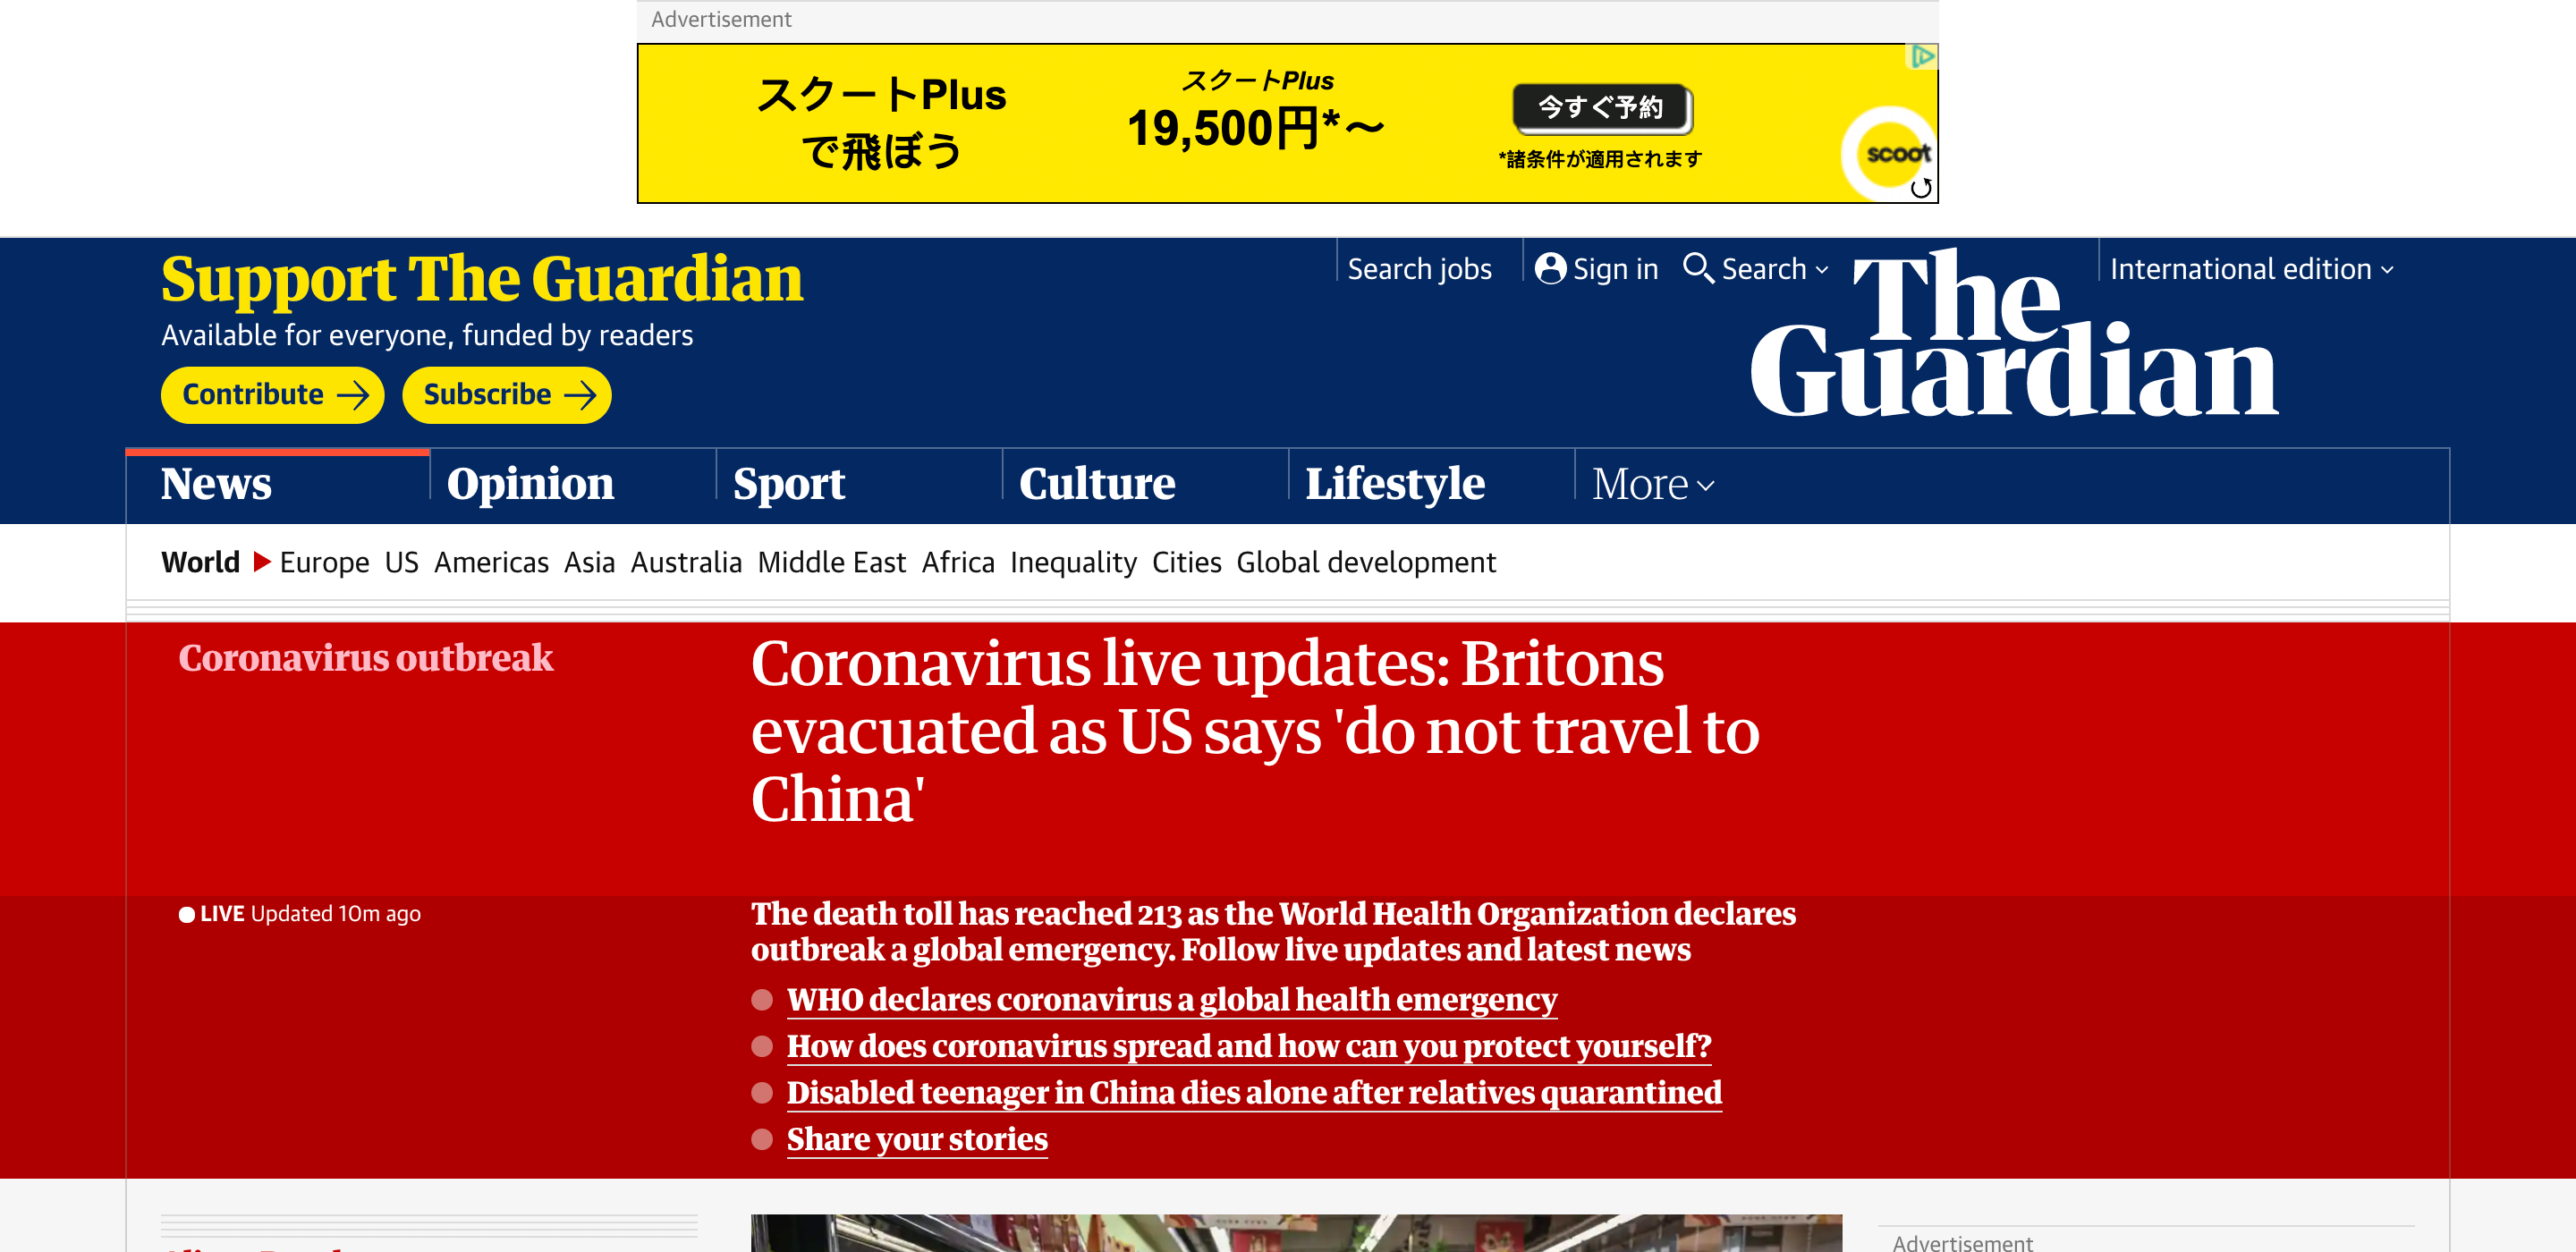 Advertisement
スクートPlus
で飛ぼう
スクートPlus
19,500円*〜
今すぐ予約
*諸条件が適用されます
scoot
Support The Guardian
Available for everyone, funded by readers
Contribute
Subscribe
Search jobs
Sign in
Search
International edition
The
Guardian
News
Opinion
Sport
Culture
Lifestyle
More
World
Europe
US
Americas
Asia
Australia
Middle East
Africa
Inequality
Cities
Global development
Coronavirus outbreak
Coronavirus live updates: Britons
evacuated as US says 'do not travel to
China'
LIVE Updated 10m ago
The death toll has reached 213 as the World Health Organization declares
outbreak a global emergency. Follow live updates and latest news
WHO declares coronavirus a global health emergency
How does coronavirus spread and how can you protect yourself?
Disabled teenager in China dies alone after relatives quarantined
Share your stories
Advertisement